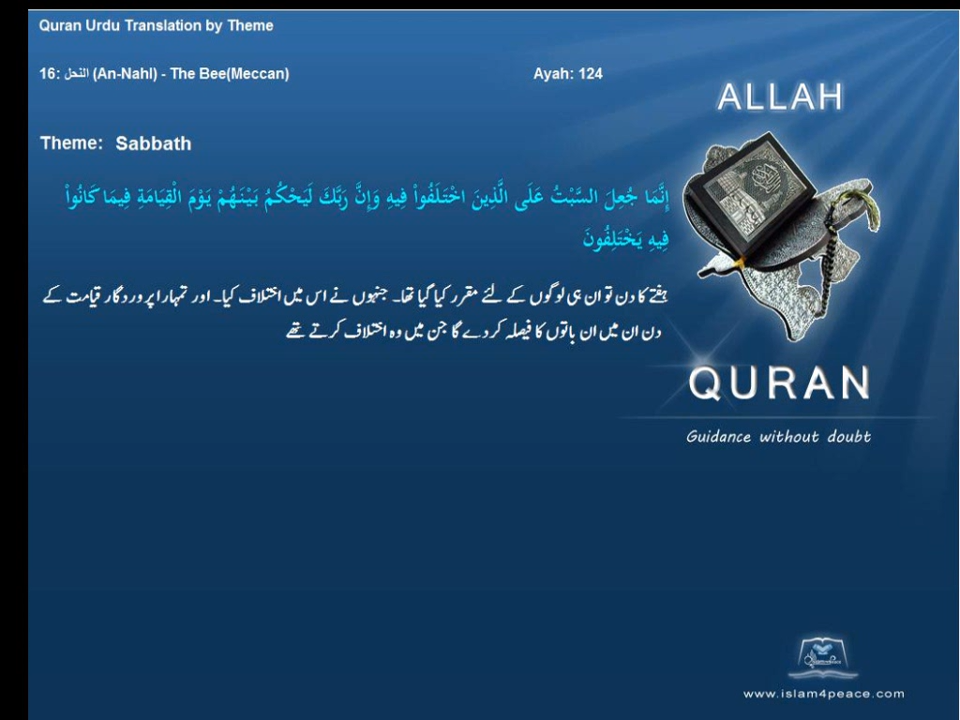 Quran Urdu Translation by Theme
16: النحل (An-Nahl) - The Bee(Meccan) Ayah: 124
ALLAH
Theme: Sabbath
إِنَّمَا جُعِلَ السَّبْتُ عَلَى الَّذِينَ اخْتَلَفُواْ فِيهِ وَإِنَّ رَبَّكَ لَيَحْكُمُ بَيْنَهُمْ يَوْمَ الْقِيَامَةِ فِيمَا كَانُواْ
فِيهِ يَخْتَلِفُونَ
ہفتے کا دن تو ان ہی لوگوں کے لئے مقرر کیا گیا تھا۔ جنہوں نے اس میں اختلاف کیا۔ اور تمہارا پروردگار قیامت کے
دن ان میں ان باتوں کا فیصلہ کردے گا جن میں وہ اختلاف کرتے تھے
QURAN
Guidance without doubt
www.islam4peace.com